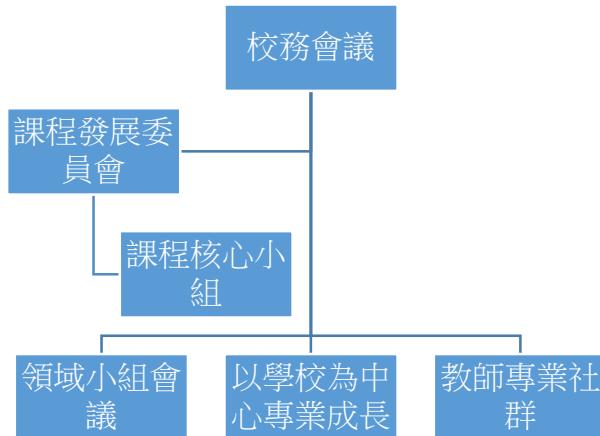 校務會議
課程發展委
員會
課程核心小
組
領域小組會
議
以學校為中
心專業成長
教師專業社
群